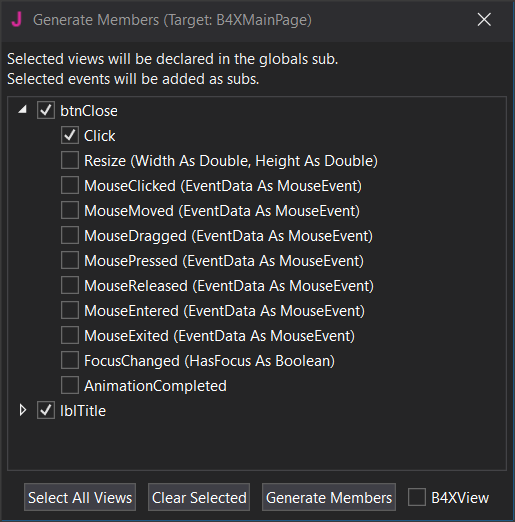 Generate Members (Target: B4XMainPage)
Selected views will be declared in the globals sub.
Selected events will be added as subs.
btnClose
Click
Resize (Width As Double, Height As Double)
MouseClicked (EventData As MouseEvent)
MouseMoved (EventData As MouseEvent)
MouseDragged (EventData As MouseEvent)
MousePressed (EventData As MouseEvent)
MouseReleased (EventData As MouseEvent)
MouseEntered (EventData As MouseEvent)
MouseExited (EventData As MouseEvent)
FocusChanged (HasFocus As Boolean)
AnimationCompleted
lblTitle
Select All Views Clear Selected Generate Members B4XView